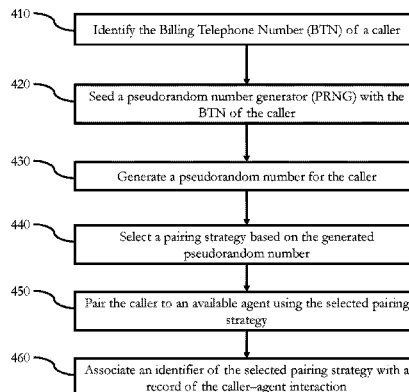 410
Identify the Billing Telephone Number (BTN) of a caller
420
Seed a pseudorandom number generator (PRNG) with the
BTN of the caller
430
Generate a pseudorandom number for the caller
440
Select a pairing strategy based on the generated
pseudorandom number
450
Pair the caller to an available agent using the selected pairing
strategy
460
Associate an identifier of the selected pairing strategy with a
record of the caller–agent interaction